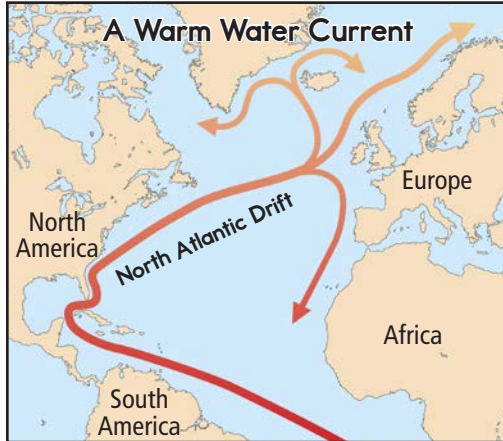 A Warm Water Current
North
America
North Atlantic Drift
Europe
Africa
South
America